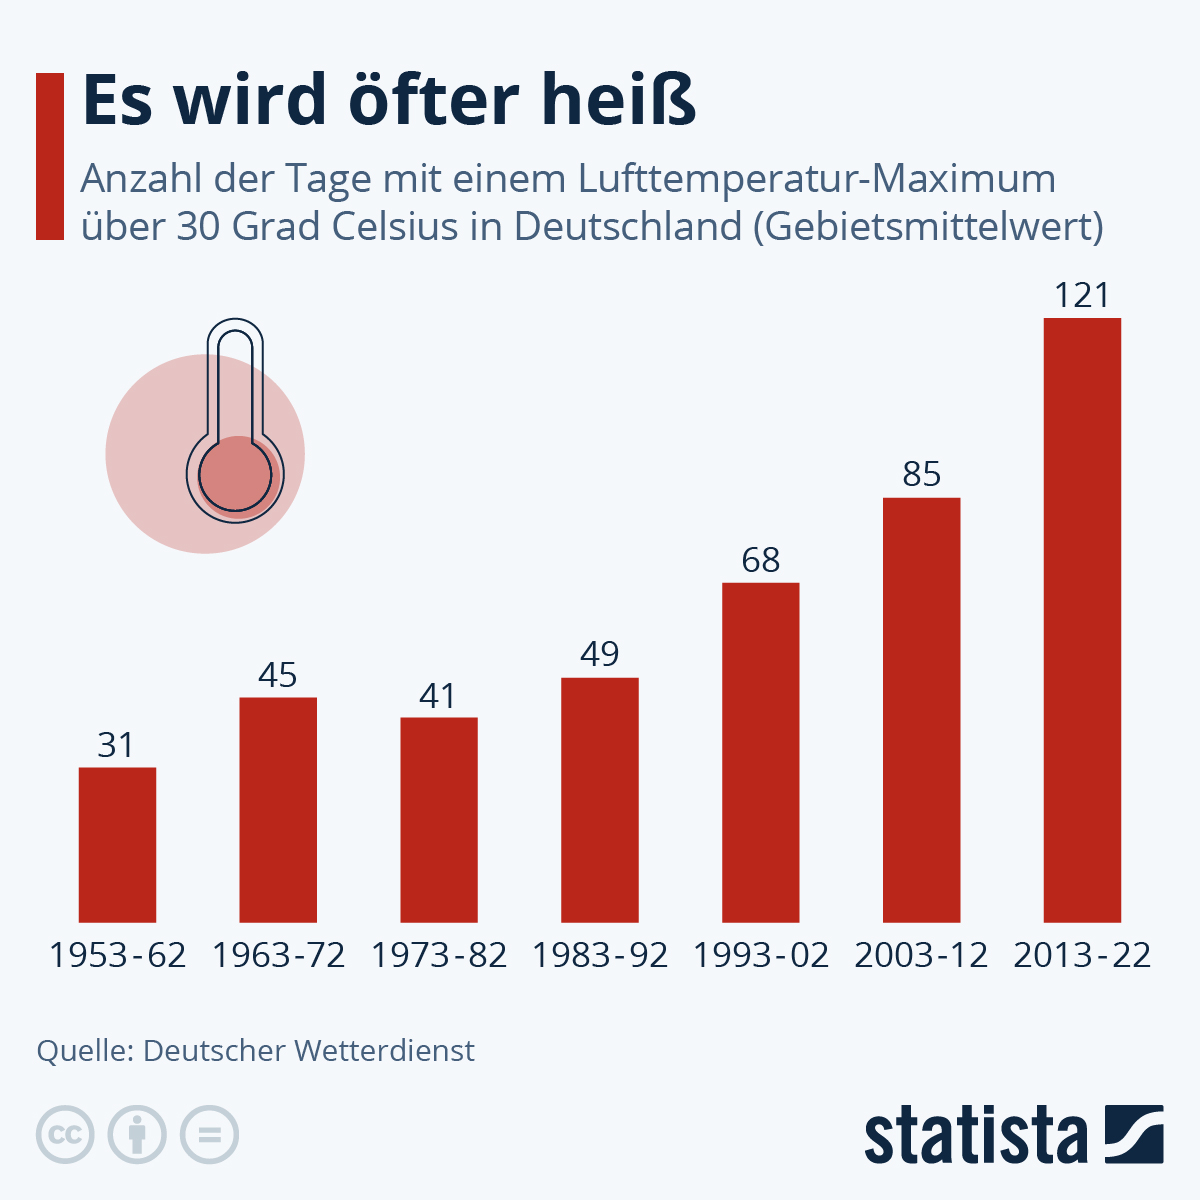 Es wird öfter heiß
Anzahl der Tage mit einem Lufttemperatur-Maximum
über 30 Grad Celsius in Deutschland (Gebietsmittelwert)
121
85
68
49
45
41
31
1953-62 1963-72 1973-82 1983-92 1993-02 2003-12 2013-22
Quelle: Deutscher Wetterdienst
cc
statista